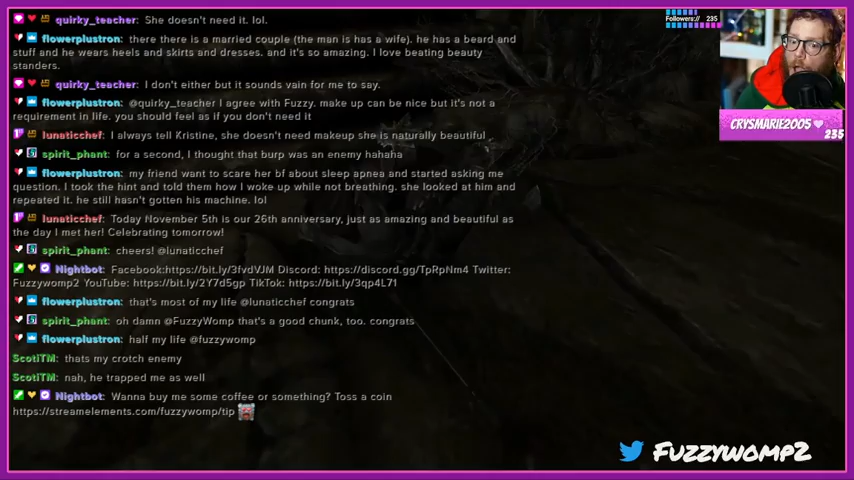 quirky_teacher: She doesn't need it. lol.
flowerplustron: there there is a married couple (the man is has a wife). he has a beard and
stuff and he wears heels and skirts and dresses. and it's so amazing. I love beating beauty
standers.
quirky_teacher: I don't either but it sounds vain for me to say.
flowerplustron: @quirky_teacher I agree with Fuzzy. make up can be nice but it's not a
requirement in life. you should feel as if you don't need it
lunaticchef: I always tell Kristine, she doesn't need makeup she is naturally beautiful
spirit_phant: for a second, I thought that burp was an enemy hahaha
flowerplustron: my friend want to scare her bf about sleep apnea and started asking me
question. I took the hint and told them how I woke up while not breathing. she looked at him and
repeated it. he still hasn't gotten his machine. lol
lunaticchef: Today November 5th is our 26th anniversary, just as amazing and beautiful as
the day I met her! Celebrating tomorrow!
spirit_phant: cheers! @lunaticchef
Nightbot: Facebook:https://bit.ly/3fvdVJM Discord: https://discord.gg/TpRpNm4 Twitter:
Fuzzywomp2 YouTube: https://bit.ly/2Y7d5gp TikTok: https://bit.ly/3qp4L71
flowerplustron: that's most of my life @lunaticchef congrats
spirit_phant: oh damn @FuzzyWomp that's a good chunk, too. congrats
flowerplustron: half my life @fuzzywomp
ScotiTM: thats my crotch enemy
ScotiTM: nah, he trapped me as well
Nightbot: Wanna buy me some coffee or something? Toss a coin
https://streamelements.com/fuzzywomp/tip
Followers:/ 235
CRYSMARIE2005
235
Fuzzywomp2